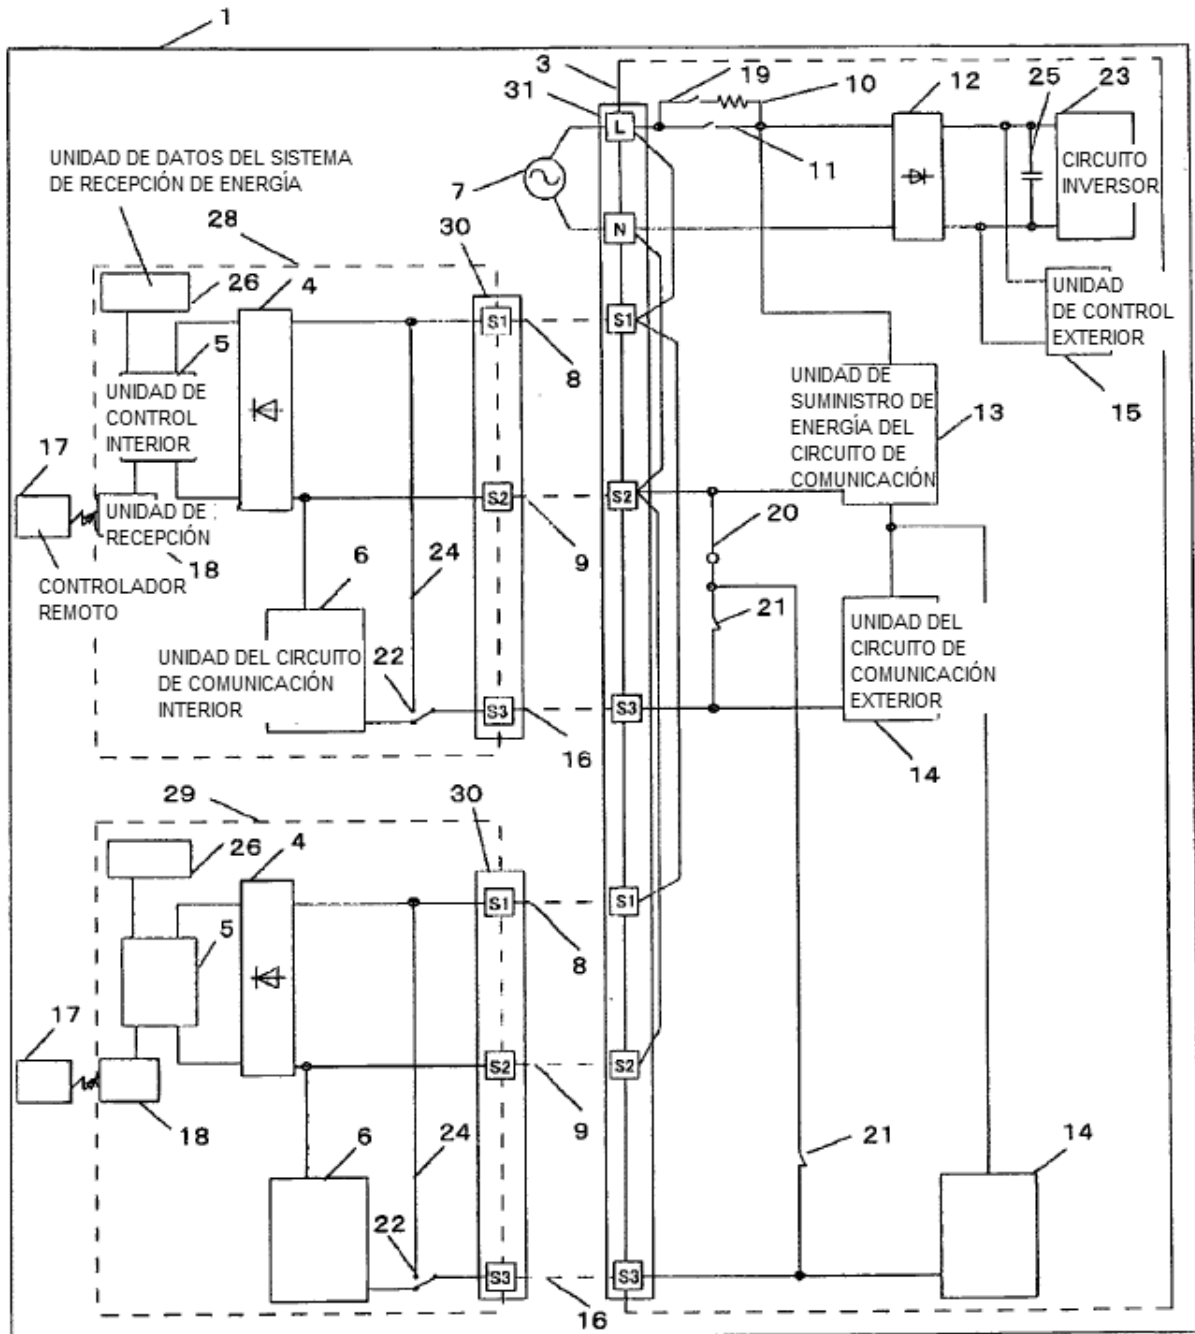 1
3
19
10
12
25
23
31
L
UNIDAD DE DATOS DEL SISTEMA
DE RECEPCIÓN DE ENERGÍA
7
11
CIRCUITO
INVERSOR
28
30
N
26
4
UNIDAD
DE CONTROL
EXTERIOR
S1
S1
5
8
15
UNIDAD DE
CONTROL
INTERIOR
UNIDAD DE
SUMINISTRO DE
ENERGÍA DEL
CIRCUITO DE
COMUNICACIÓN
13
17
S2
S2
UNIDAD DE
RECEPCIÓN
18
9
20
6
24
CONTROLADOR
REMOTO
21
UNIDAD DEL
CIRCUITO DE
COMUNICACIÓN
EXTERIOR
UNIDAD DEL CIRCUITO
DE COMUNICACIÓN
INTERIOR
22
S3
S3
16
14
29
30
26
4
S1
S1
5
8
17
S2
S2
18
9
6
24
21
14
22
S3
S3
16